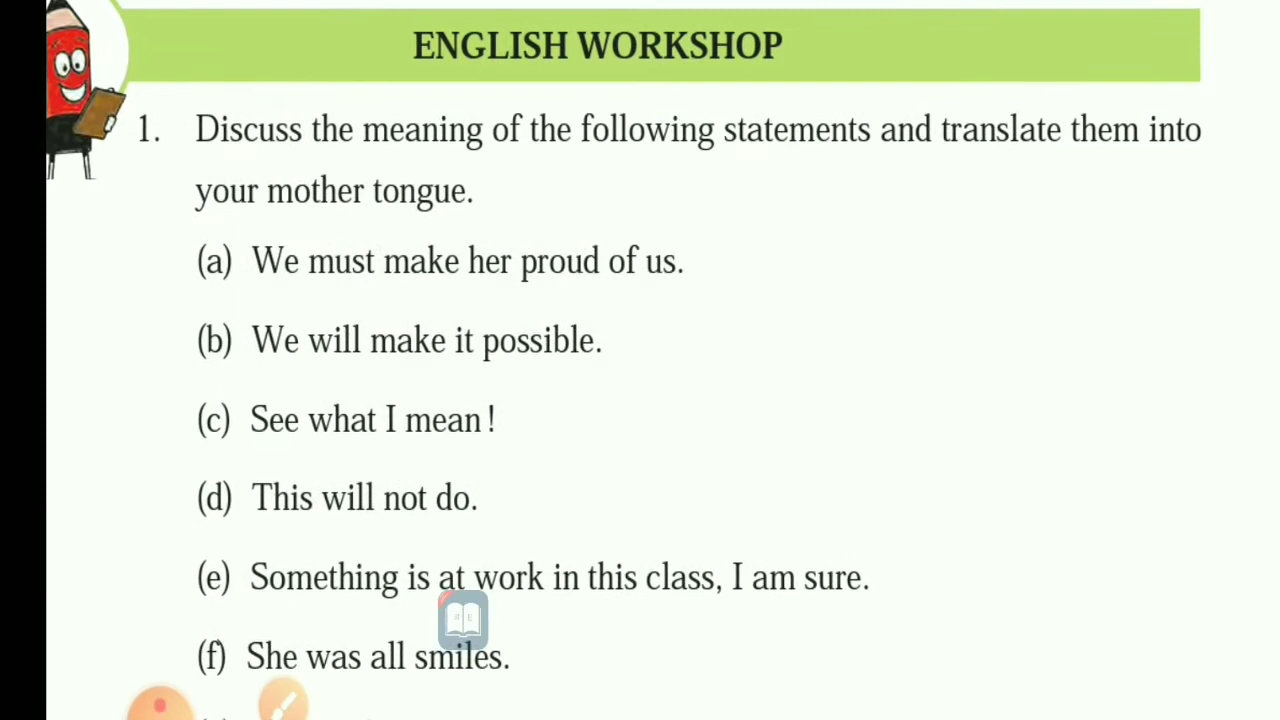 ENGLISH WORKSHOP
1. Discuss the meaning of the following statements and translate them into
your mother tongue.
(a) We must make her proud of us.
(b) We will make it possible.
(c) See what I mean!
(d) This will not do.
(e) Something is at work in this class, I am sure.
(f) She was all smiles.